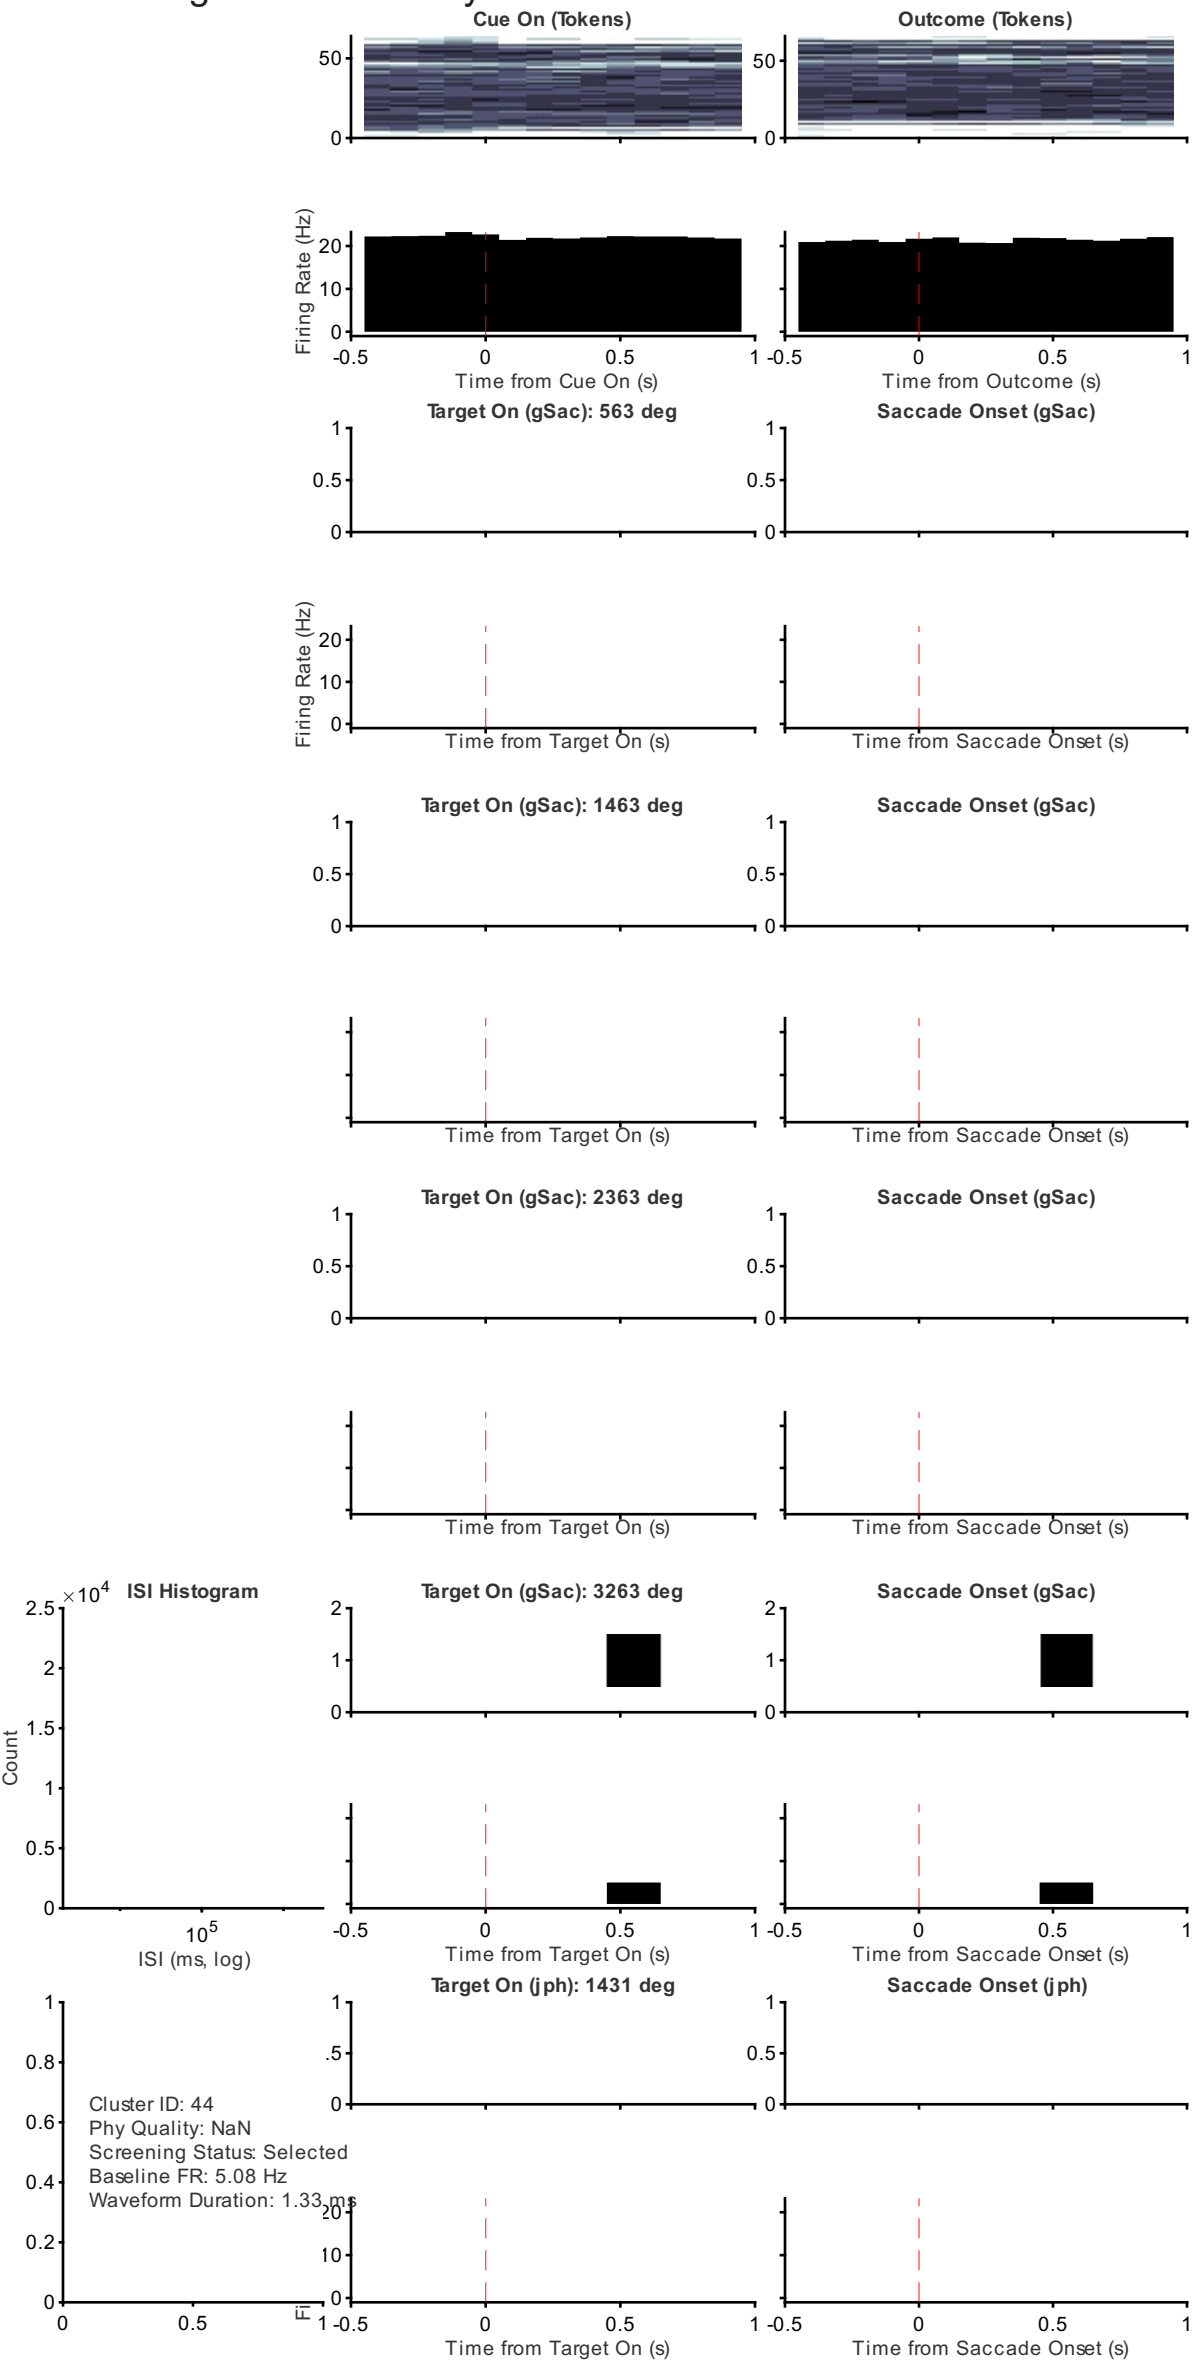 Cue On (Tokens)
Outcome (Tokens)
50
0
50
0
Firing Rate (Hz)
20
10
0
-0.5 0 0.5 1
Time from Cue On (s)
-0.5 0 0.5 1
Time from Outcome (s)
Target On (gSac): 563 deg
Saccade Onset (gSac)
1
0.5
0
1
0.5
0
Firing Rate (Hz)
20
10
0
Time from Target On (s)
Time from Saccade Onset (s)
Target On (gSac): 1463 deg
Saccade Onset (gSac)
1
0.5
0
1
0.5
0
Time from Target On (s)
Time from Saccade Onset (s)
Target On (gSac): 2363 deg
Saccade Onset (gSac)
1
0.5
0
1
0.5
0
Time from Target On (s)
Time from Saccade Onset (s)
×10⁴
ISI Histogram
Count
2.5
2
1.5
1
0.5
0
10⁵
ISI (ms, log)
Target On (gSac): 3263 deg
Saccade Onset (gSac)
2
1
0
2
1
0
-0.5 0 0.5 1
Time from Target On (s)
-0.5 0 0.5 1
Time from Saccade Onset (s)
Target On (jph): 1431 deg
Saccade Onset (jph)
1
0.8
0.6
0.4
0.2
0
0 0.5 1
Cluster ID: 44
Phy Quality: NaN
Screening Status: Selected
Baseline FR: 5.08 Hz
Waveform Duration: 1.33 ms
1
.5
0
1
0.5
0
Fi
20
10
0
-0.5 0 0.5 1
Time from Target On (s)
-0.5 0 0.5 1
Time from Saccade Onset (s)